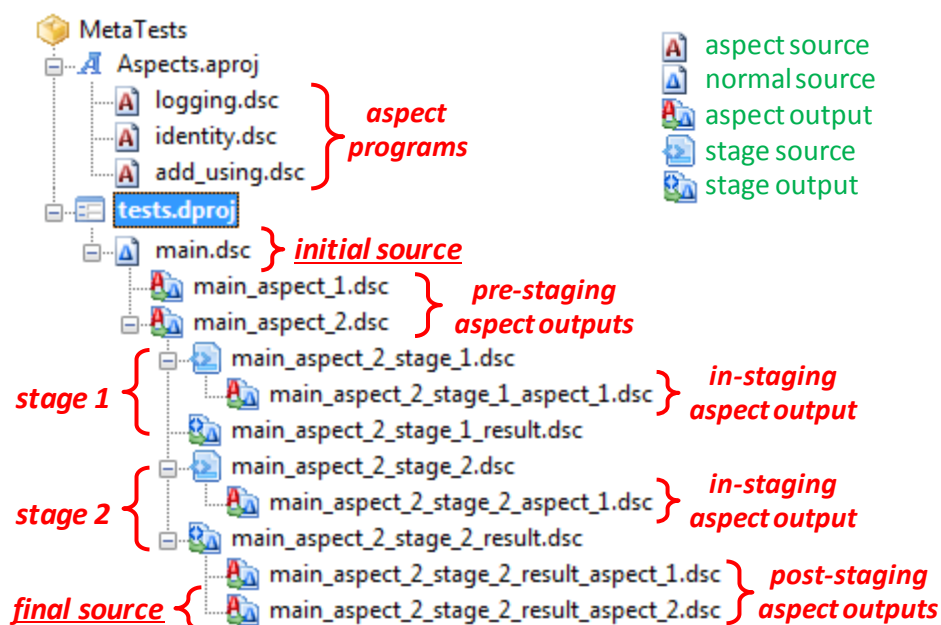 MetaTests
Aspects.aproj
logging.dsc
identity.dsc
add_using.dsc
aspect
programs
tests.dproj
main.dsc
initial source
main_aspect_1.dsc
main_aspect_2.dsc
pre-staging
aspect outputs
stage 1
main_aspect_2_stage_1.dsc
main_aspect_2_stage_1_aspect_1.dsc
main_aspect_2_stage_1_result.dsc
in-staging
aspect output
stage 2
main_aspect_2_stage_2.dsc
main_aspect_2_stage_2_aspect_1.dsc
main_aspect_2_stage_2_result.dsc
in-staging
aspect output
main_aspect_2_stage_2_result_aspect_1.dsc
main_aspect_2_stage_2_result_aspect_2.dsc
final source
post-staging
aspect outputs
A aspect source
normal source
aspect output
stage source
stage output